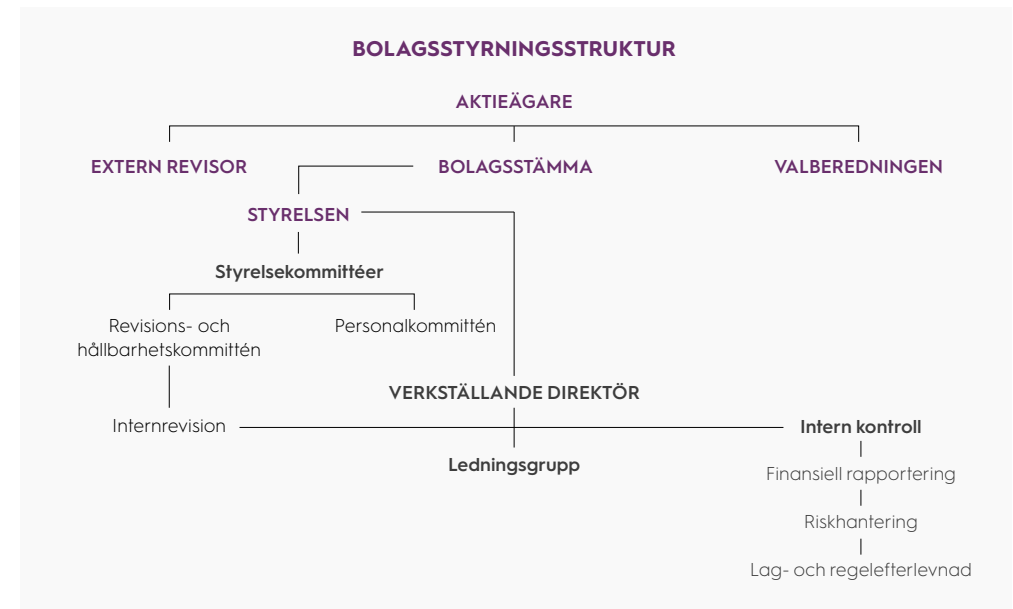 BOLAGSSTYRNINGSSTRUKTUR
AKTIEÄGARE
EXTERN REVISOR
BOLAGSSTÄMMA
VALBEREDNINGEN
STYRELSEN
Styrelsekommittéer
Revisions- och
hållbarhetskommittén
Personalkommittén
VERKSTÄLLANDE DIREKTÖR
Internrevision
Intern kontroll
Ledningsgrupp
Finansiell rapportering
Riskhantering
Lag- och regelefterlevnad